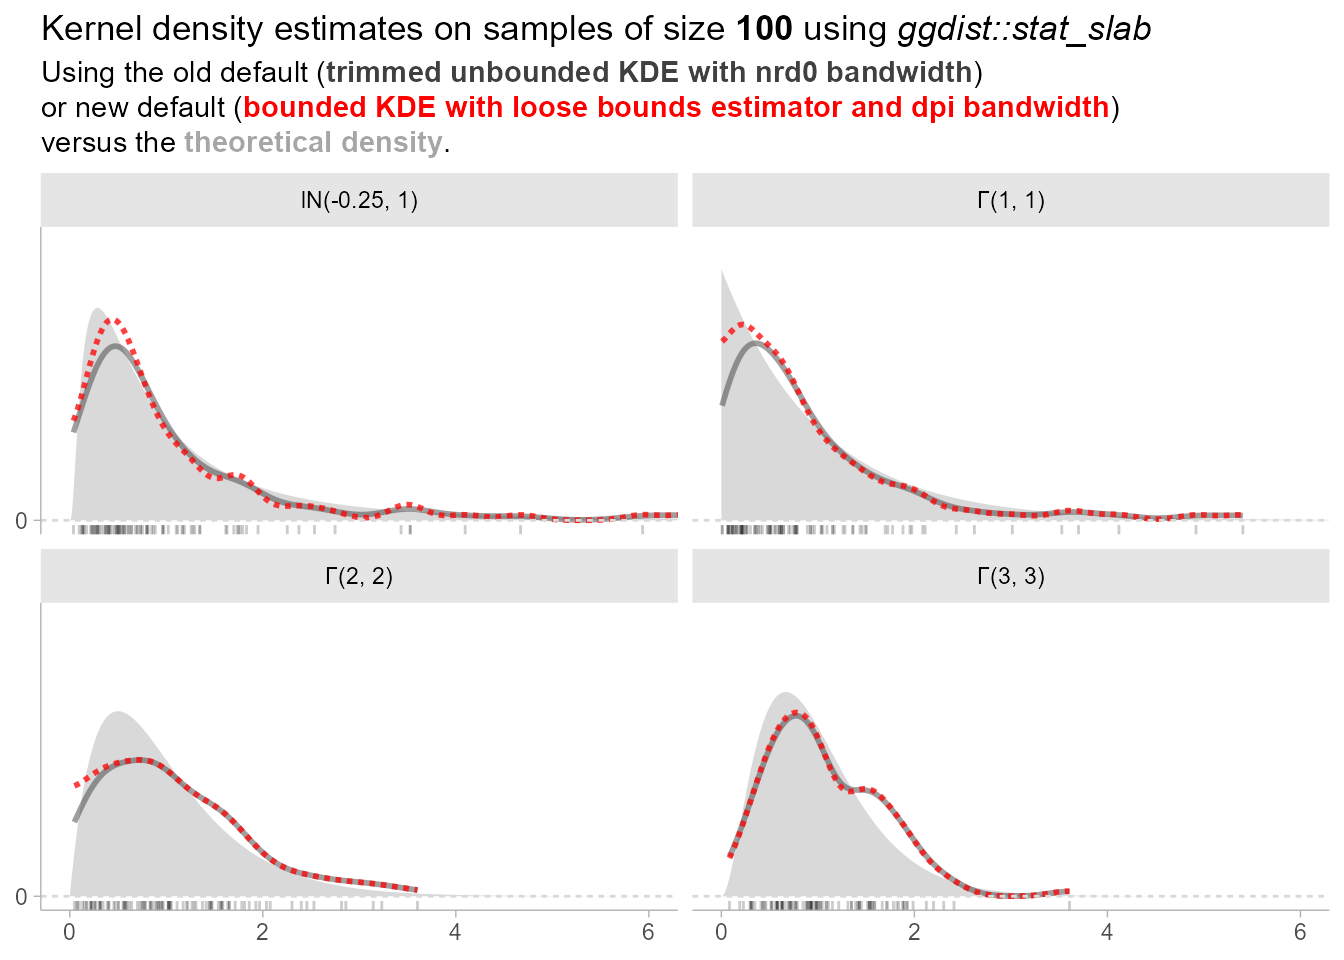 Kernel density estimates on samples of size 100 using ggdist::stat_slab
Using the old default (trimmed unbounded KDE with nrd0 bandwidth)
or new default (bounded KDE with loose bounds estimator and dpi bandwidth)
versus the theoretical density.
lN(-0.25, 1)
Γ(1, 1)
0
Γ(2, 2)
Γ(3, 3)
0
0 2 4 6 0 2 4 6